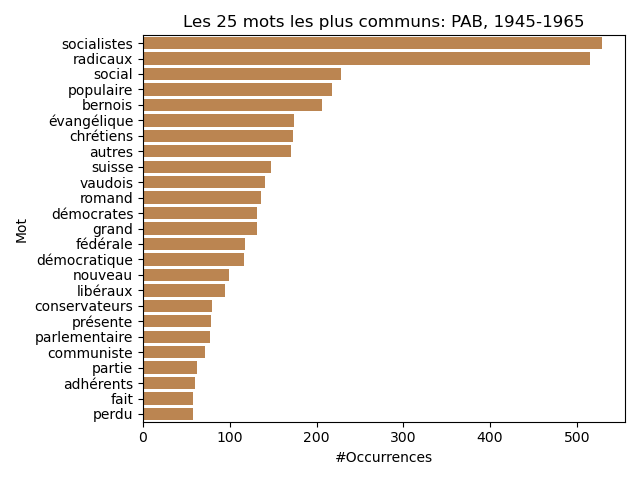 Les 25 mots les plus communs: PAB, 1945-1965
socialistes
radicaux
social
populaire
bernois
évangélique
chrétiens
autres
suisse
vaudois
romand
démocrates
grand
fédérale
démocratique
nouveau
libéraux
conservateurs
présente
parlementaire
communiste
partie
adhérents
fait
perdu
Mot
0 100 200 300 400 500
#Occurrences